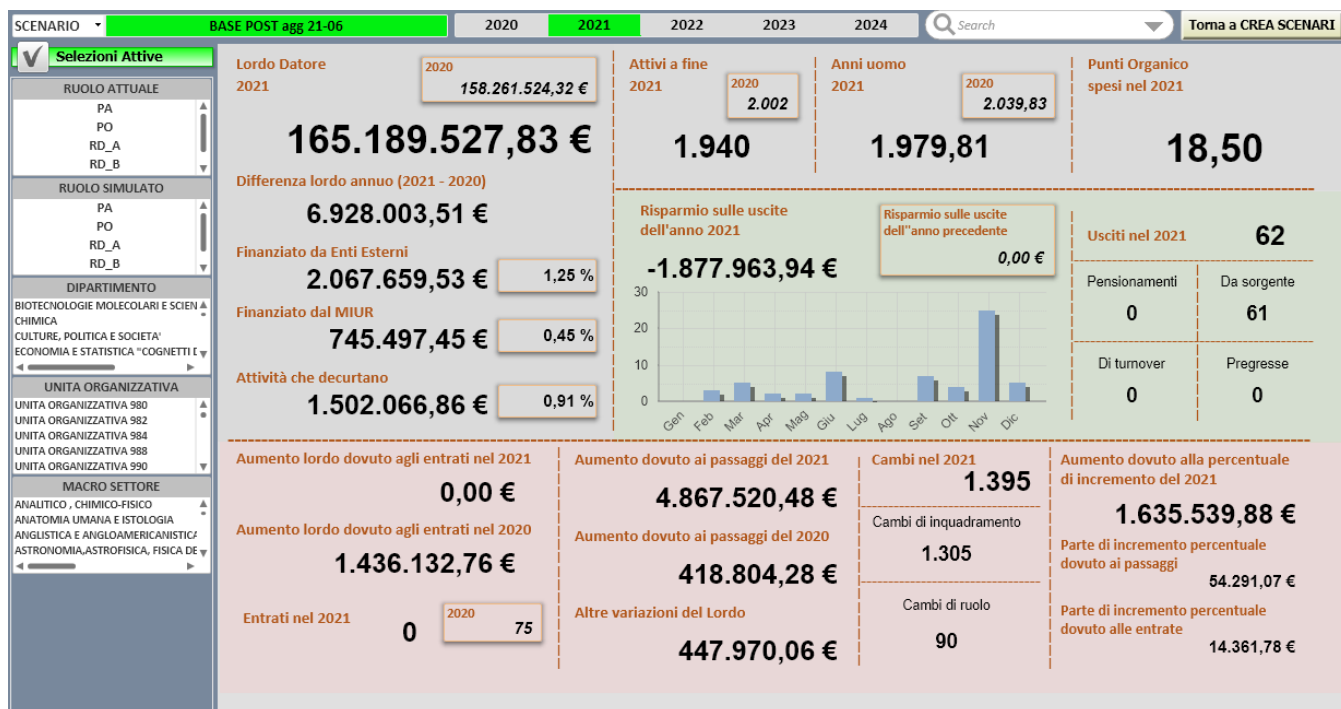 SCENARIO
BASE POST agg 21-06
2020
2021
2022
2023
2024
Search
Torna a CREA SCENARI
Selezioni Attive
RUOLO ATTUALE
PA
PO
RD_A
RD_B
RUOLO SIMULATO
PA
PO
RD_A
RD_B
DIPARTIMENTO
BIOTECNOLOGIE MOLECOLARI E SCIEN
CHIMICA
CULTURE, POLITICA E SOCIETA'
ECONOMIA E STATISTICA "COGNETTI D
UNITA ORGANIZZATIVA
UNITA ORGANIZZATIVA 980
UNITA ORGANIZZATIVA 982
UNITA ORGANIZZATIVA 984
UNITA ORGANIZZATIVA 988
UNITA ORGANIZZATIVA 990
MACRO SETTORE
ANALITICO , CHIMICO-FISICO
ANATOMIA UMANA E ISTOLOGIA
ANGLISTICA E ANGLOAMERICANISTICA
ASTRONOMIA,ASTROFISICA, FISICA DE
Lordo Datore
2021
2020
158.261.524,32 €
165.189.527,83 €
Differenza lordo annuo (2021 - 2020)
6.928.003,51 €
Finanziato da Enti Esterni
2.067.659,53 €
1,25 %
Finanziato dal MIUR
745.497,45 €
0,45 %
Attività che decurtano
1.502.066,86 €
0,91 %
Attivi a fine
2021
2020
2.002
1.940
Anni uomo
2021
2020
2.039,83
1.979,81
Punti Organico
spesi nel 2021
18,50
Risparmio sulle uscite
dell'anno 2021
-1.877.963,94 €
Risparmio sulle uscite
dell''anno precedente
0,00 €
30
20
10
0
Gen
Feb
Mar
Apr
Mag
Giu
Lug
Ago
Set
Ott
Nov
Dic
Usciti nel 2021
62
Pensionamenti
0
Da sorgente
61
Di turnover
0
Pregresse
0
Aumento lordo dovuto agli entrati nel 2021
0,00 €
Aumento lordo dovuto agli entrati nel 2020
1.436.132,76 €
Entrati nel 2021
0
2020
75
Aumento dovuto ai passaggi del 2021
4.867.520,48 €
Aumento dovuto ai passaggi del 2020
418.804,28 €
Altre variazioni del Lordo
447.970,06 €
Cambi nel 2021
1.395
Cambi di inquadramento
1.305
Cambi di ruolo
90
Aumento dovuto alla percentuale
di incremento del 2021
1.635.539,88 €
Parte di incremento percentuale
dovuto ai passaggi
54.291,07 €
Parte di incremento percentuale
dovuto alle entrate
14.361,78 €